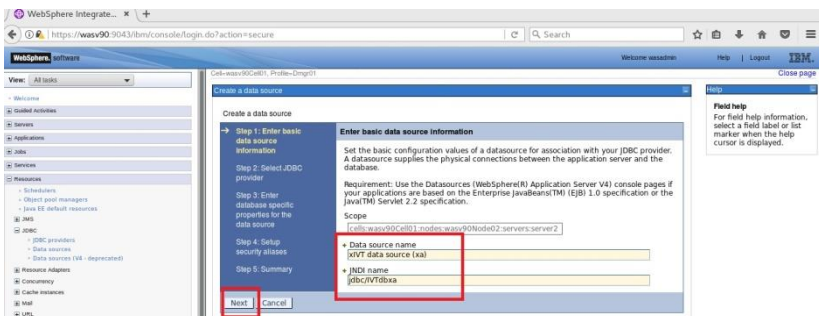 WebSphere Integrate... × +
https://wasv90:9043/ibm/console/login.do?action=secure
Search
WebSphere. software
Welcome wasadmin
Help | Logout
IBM.
View: All tasks
Cell=wasv90Cell01, Profile=Dmgr01
Close page
Welcome
Guided Activities
Servers
Applications
Jobs
Services
Resources
Schedulers
Object pool managers
Java EE default resources
JMS
JDBC
JDBC providers
Data sources
Data sources (V4 - deprecated)
Resource Adapters
Concurrency
Cache instances
Mail
URL
Create a data source
Create a data source
Step 1: Enter basic
data source
information
Step 2: Select JDBC
provider
Step 3: Enter
database specific
properties for the
data source
Step 4: Setup
security aliases
Step 5: Summary
Enter basic data source information
Set the basic configuration values of a datasource for association with your JDBC provider.
A datasource supplies the physical connections between the application server and the
database.
Requirement: Use the Datasources (WebSphere(R) Application Server V4) console pages if
your applications are based on the Enterprise JavaBeans(TM) (EJB) 1.0 specification or the
Java(TM) Servlet 2.2 specification.
Scope
cells:wasv90Cell01:nodes:wasv90Node02:servers:server2
Data source name
xIVT data source (xa)
JNDI name
jdbc/IVTdbxa
Next
Cancel
Help
Field help
For field help information,
select a field label or list
marker when the help
cursor is displayed.